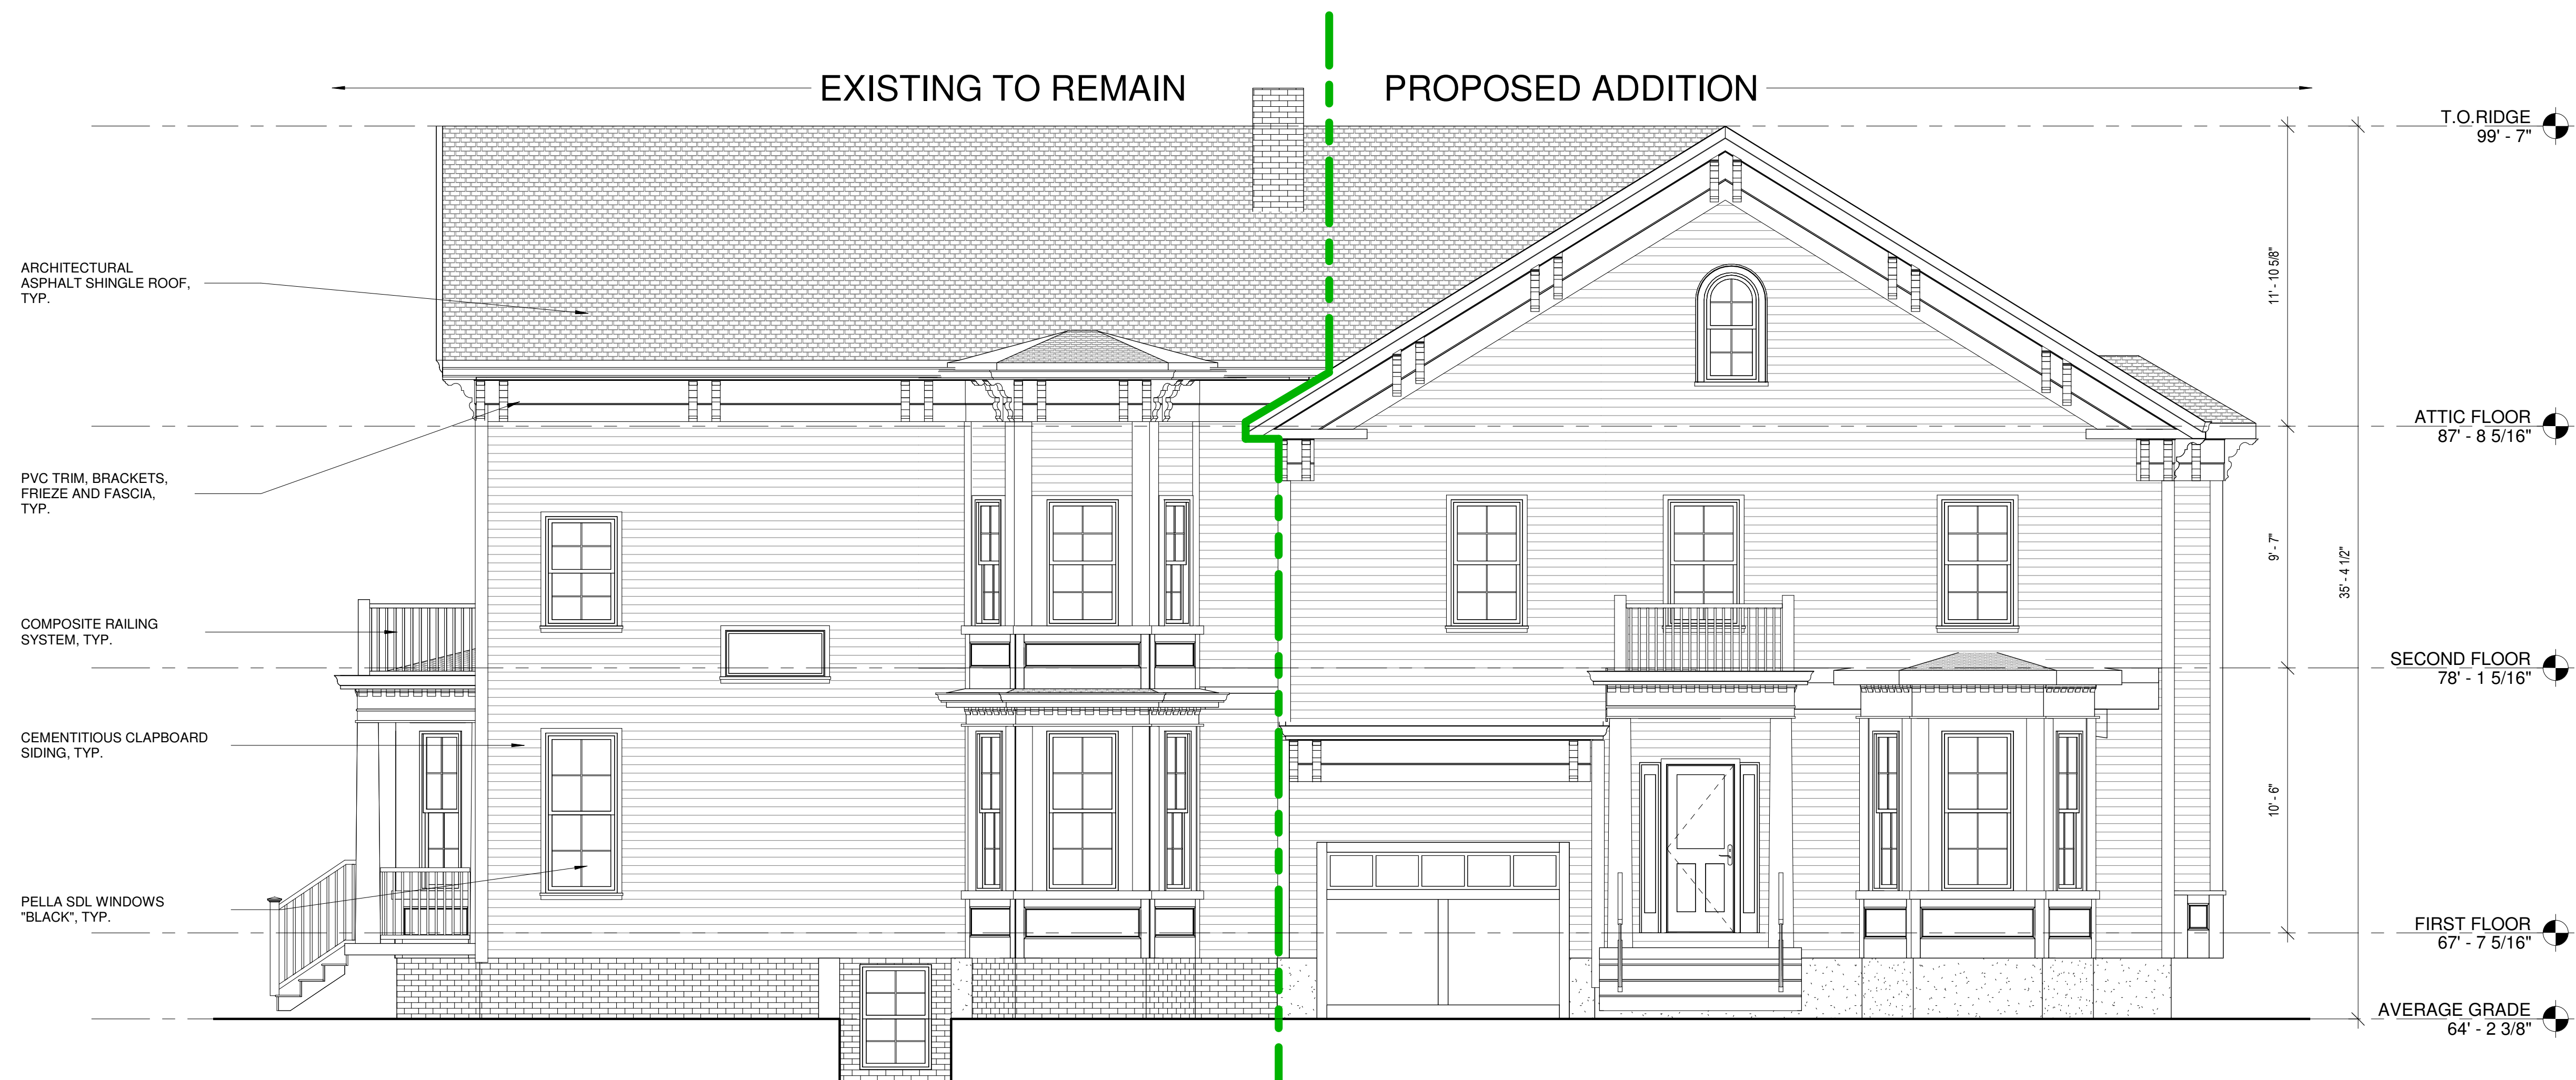 EXISTING TO REMAIN
PROPOSED ADDITION
T.O.RIDGE
99' - 7"
ARCHITECTURAL
ASPHALT SHINGLE ROOF,
TYP.
11' - 10 5/8"
ATTIC FLOOR
87' - 8 5/16"
PVC TRIM, BRACKETS,
FRIEZE AND FASCIA,
TYP.
9' - 7"
35' - 4 1/2"
COMPOSITE RAILING
SYSTEM, TYP.
SECOND FLOOR
78' - 1 5/16"
CEMENTITIOUS CLAPBOARD
SIDING, TYP.
10' - 6"
PELLA SDL WINDOWS
"BLACK", TYP.
FIRST FLOOR
67' - 7 5/16"
AVERAGE GRADE
64' - 2 3/8"